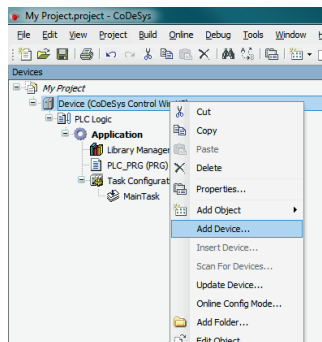 My Project.project - CoDeSys
File Edit View Project Build Online Debug Tools Window
Devices
My Project
Device (CoDeSys Control
PLC Logic
Application
Library Manager
PLC_PRG (PRG)
Task Configurat
MainTask
Cut
Copy
Paste
Delete
Properties...
Add Object
Add Device...
Insert Device...
Scan For Devices...
Update Device...
Online Config Mode...
Add Folder...
Edit Object